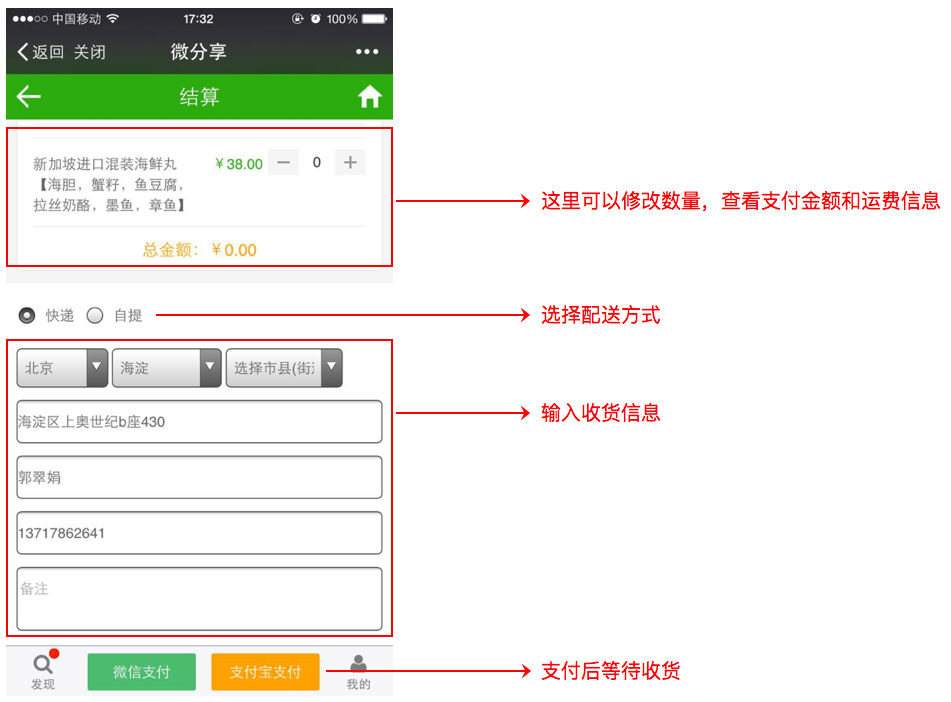 中国移动 17:32 100%
返回 关闭 微分享
结算
新加坡进口混装海鲜丸 ￥38.00 － 0 ＋
【海胆，蟹籽，鱼豆腐，
拉丝奶酪，墨鱼，章鱼】
总金额：￥0.00
这里可以修改数量，查看支付金额和运费信息
快递 自提
选择配送方式
北京 海淀 选择市县(街道
海淀区上奥世纪b座430
输入收货信息
郭翠娟
13717862641
备注
发现 微信支付 支付宝支付 我的
支付后等待收货